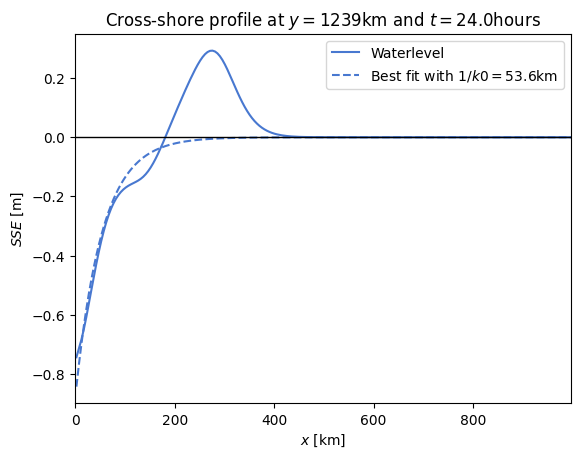 Cross-shore profile at y = 1239km and t = 24.0hours
Waterlevel
Best fit with 1/k0 = 53.6km
0.2
0.0
−0.2
−0.4
−0.6
−0.8
SSE [m]
0 200 400 600 800
x [km]